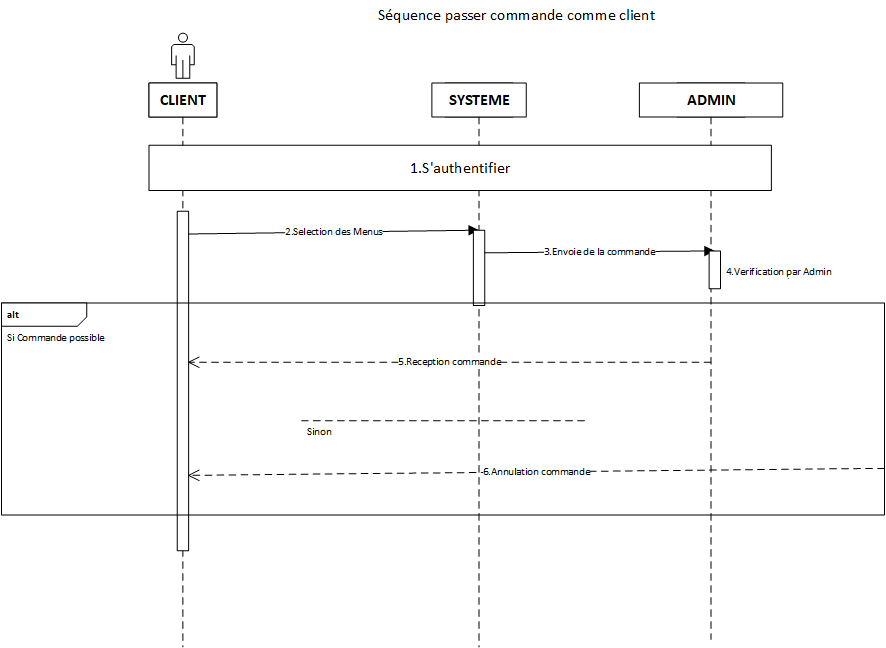 Séquence passer commande comme client
CLIENT
SYSTEME
ADMIN
1.S'authentifier
2.Selection des Menus
3.Envoie de la commande
4.Verification par Admin
alt
Si Commande possible
5.Reception commande
Sinon
6.Annulation commande